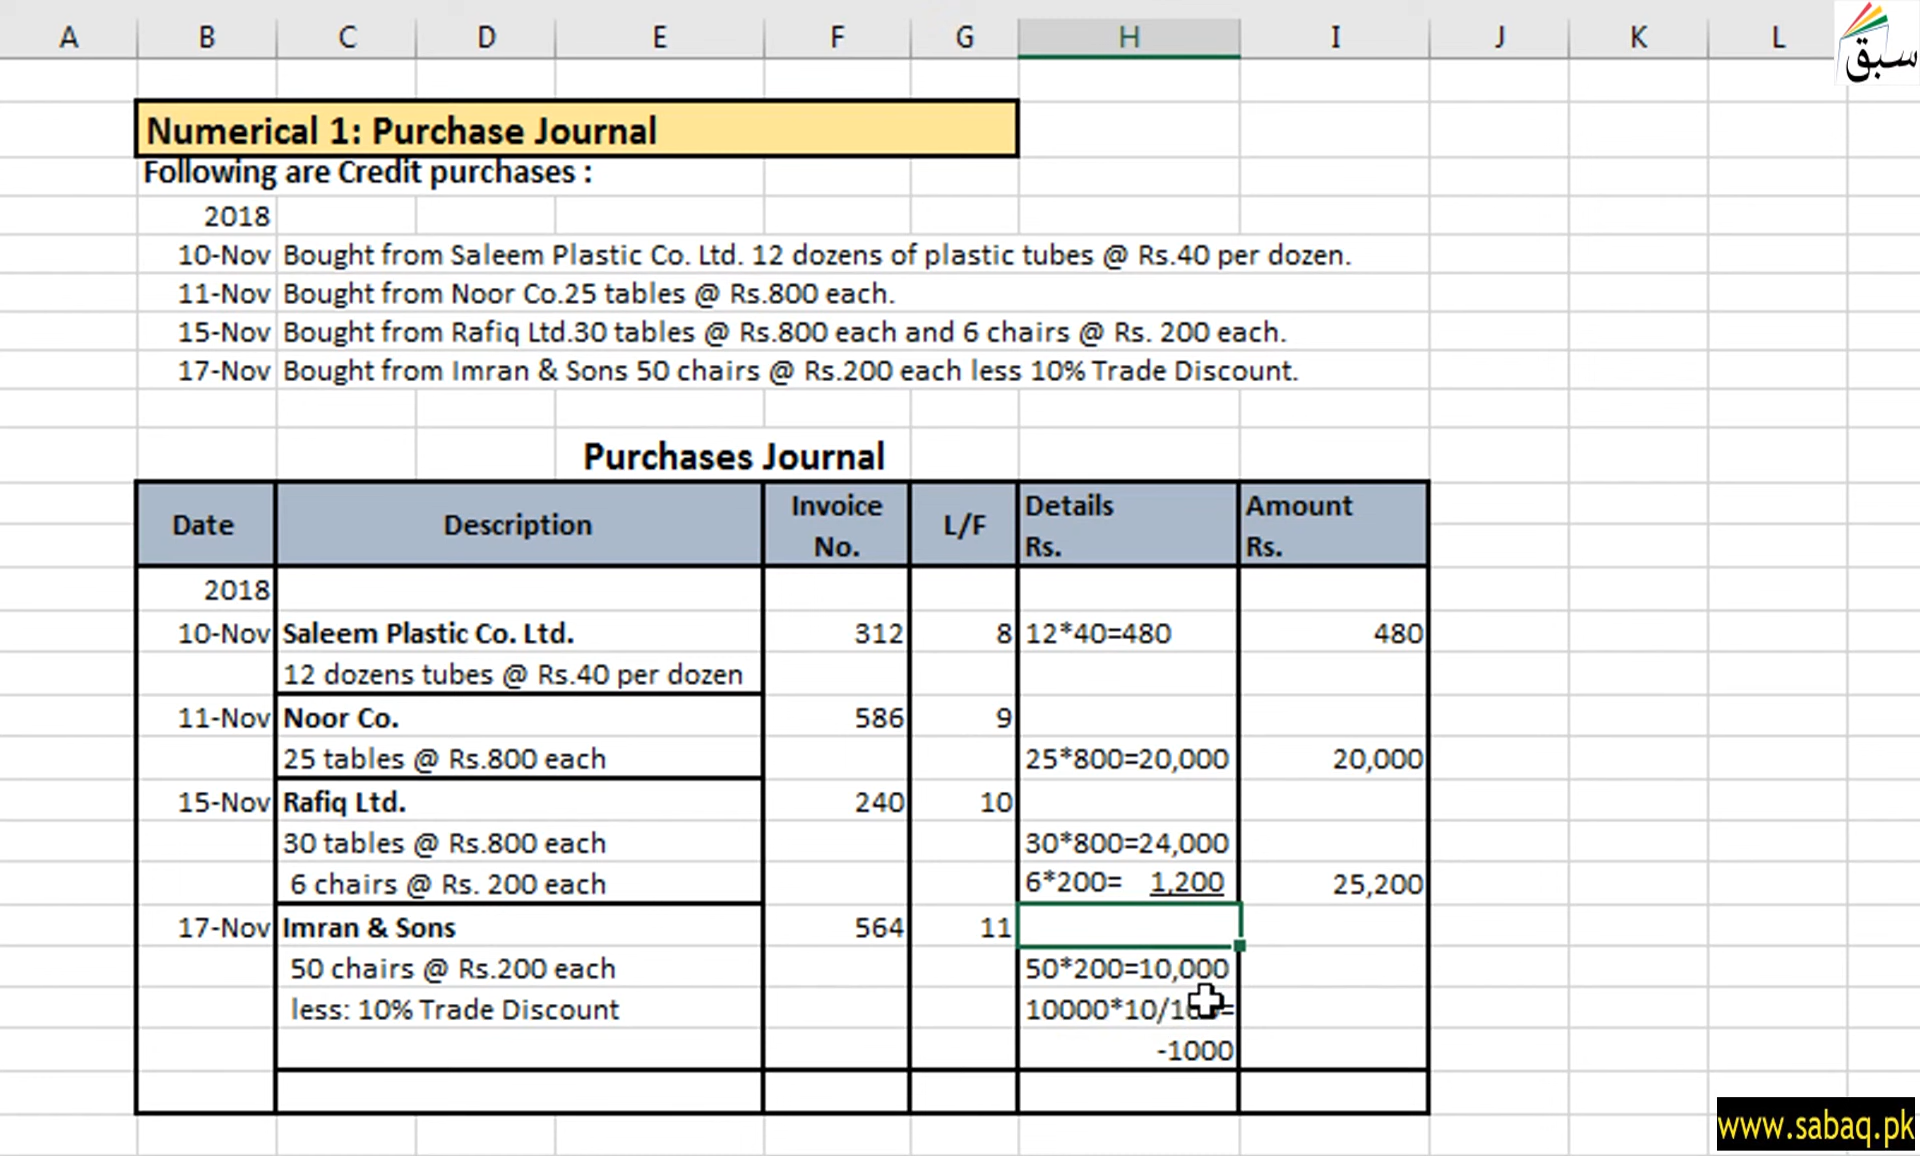 A B C D E F G H I J K L
سبق
Numerical 1: Purchase Journal
Following are Credit purchases :
2018
10-Nov Bought from Saleem Plastic Co. Ltd. 12 dozens of plastic tubes @ Rs.40 per dozen.
11-Nov Bought from Noor Co.25 tables @ Rs.800 each.
15-Nov Bought from Rafiq Ltd.30 tables @ Rs.800 each and 6 chairs @ Rs. 200 each.
17-Nov Bought from Imran & Sons 50 chairs @ Rs.200 each less 10% Trade Discount.
Purchases Journal
Date Description Invoice No. L/F Details Rs. Amount Rs.
2018
10-Nov Saleem Plastic Co. Ltd. 312 8 12*40=480 480
12 dozens tubes @ Rs.40 per dozen
11-Nov Noor Co. 586 9
25 tables @ Rs.800 each 25*800=20,000 20,000
15-Nov Rafiq Ltd. 240 10
30 tables @ Rs.800 each 30*800=24,000
6 chairs @ Rs. 200 each 6*200= 1,200 25,200
17-Nov Imran & Sons 564 11
50 chairs @ Rs.200 each 50*200=10,000
less: 10% Trade Discount
-1000
www.sabaq.pk